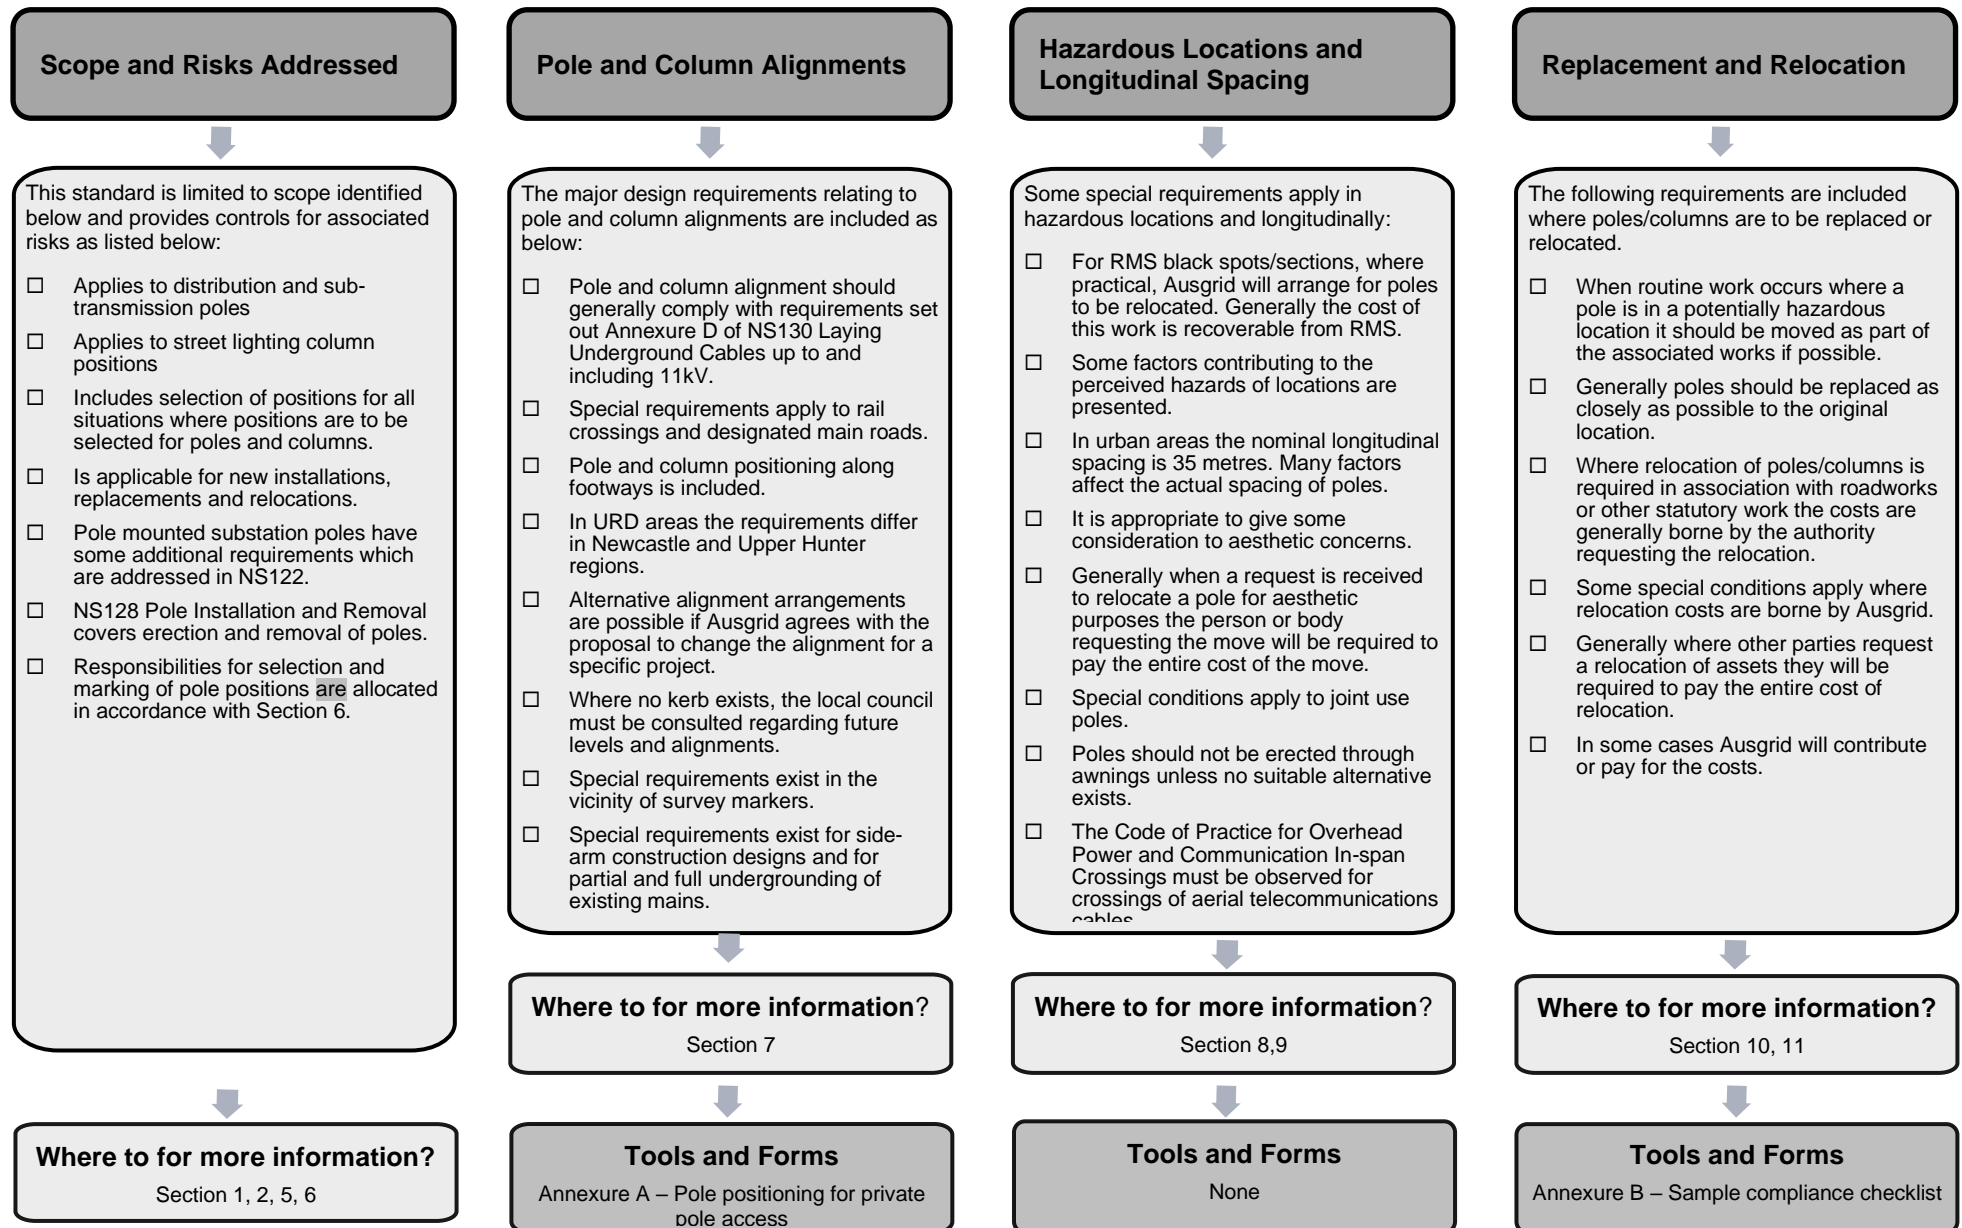 Scope and Risks Addressed
This standard is limited to scope identified
below and provides controls for associated
risks as listed below:
☐ Applies to distribution and sub-
transmission poles
☐ Applies to street lighting column
positions
☐ Includes selection of positions for all
situations where positions are to be
selected for poles and columns.
☐ Is applicable for new installations,
replacements and relocations.
☐ Pole mounted substation poles have
some additional requirements which
are addressed in NS122.
☐ NS128 Pole Installation and Removal
covers erection and removal of poles.
☐ Responsibilities for selection and
marking of pole positions are allocated
in accordance with Section 6.
Where to for more information?
Section 1, 2, 5, 6
Pole and Column Alignments
The major design requirements relating to
pole and column alignments are included as
below:
☐ Pole and column alignment should
generally comply with requirements set
out Annexure D of NS130 Laying
Underground Cables up to and
including 11kV.
☐ Special requirements apply to rail
crossings and designated main roads.
☐ Pole and column positioning along
footways is included.
☐ In URD areas the requirements differ
in Newcastle and Upper Hunter
regions.
☐ Alternative alignment arrangements
are possible if Ausgrid agrees with the
proposal to change the alignment for a
specific project.
☐ Where no kerb exists, the local council
must be consulted regarding future
levels and alignments.
☐ Special requirements exist in the
vicinity of survey markers.
☐ Special requirements exist for side-
arm construction designs and for
partial and full undergrounding of
existing mains.
Where to for more information?
Section 7
Tools and Forms
Annexure A – Pole positioning for private
pole access
Hazardous Locations and
Longitudinal Spacing
Some special requirements apply in
hazardous locations and longitudinally:
☐ For RMS black spots/sections, where
practical, Ausgrid will arrange for poles
to be relocated. Generally the cost of
this work is recoverable from RMS.
☐ Some factors contributing to the
perceived hazards of locations are
presented.
☐ In urban areas the nominal longitudinal
spacing is 35 metres. Many factors
affect the actual spacing of poles.
☐ It is appropriate to give some
consideration to aesthetic concerns.
☐ Generally when a request is received
to relocate a pole for aesthetic
purposes the person or body
requesting the move will be required to
pay the entire cost of the move.
☐ Special conditions apply to joint use
poles.
☐ Poles should not be erected through
awnings unless no suitable alternative
exists.
☐ The Code of Practice for Overhead
Power and Communication In-span
Crossings must be observed for
crossings of aerial telecommunications
cables
Where to for more information?
Section 8,9
Tools and Forms
None
Replacement and Relocation
The following requirements are included
where poles/columns are to be replaced or
relocated.
☐ When routine work occurs where a
pole is in a potentially hazardous
location it should be moved as part of
the associated works if possible.
☐ Generally poles should be replaced as
closely as possible to the original
location.
☐ Where relocation of poles/columns is
required in association with roadworks
or other statutory work the costs are
generally borne by the authority
requesting the relocation.
☐ Some special conditions apply where
relocation costs are borne by Ausgrid.
☐ Generally where other parties request
a relocation of assets they will be
required to pay the entire cost of
relocation.
☐ In some cases Ausgrid will contribute
or pay for the costs.
Where to for more information?
Section 10, 11
Tools and Forms
Annexure B – Sample compliance checklist